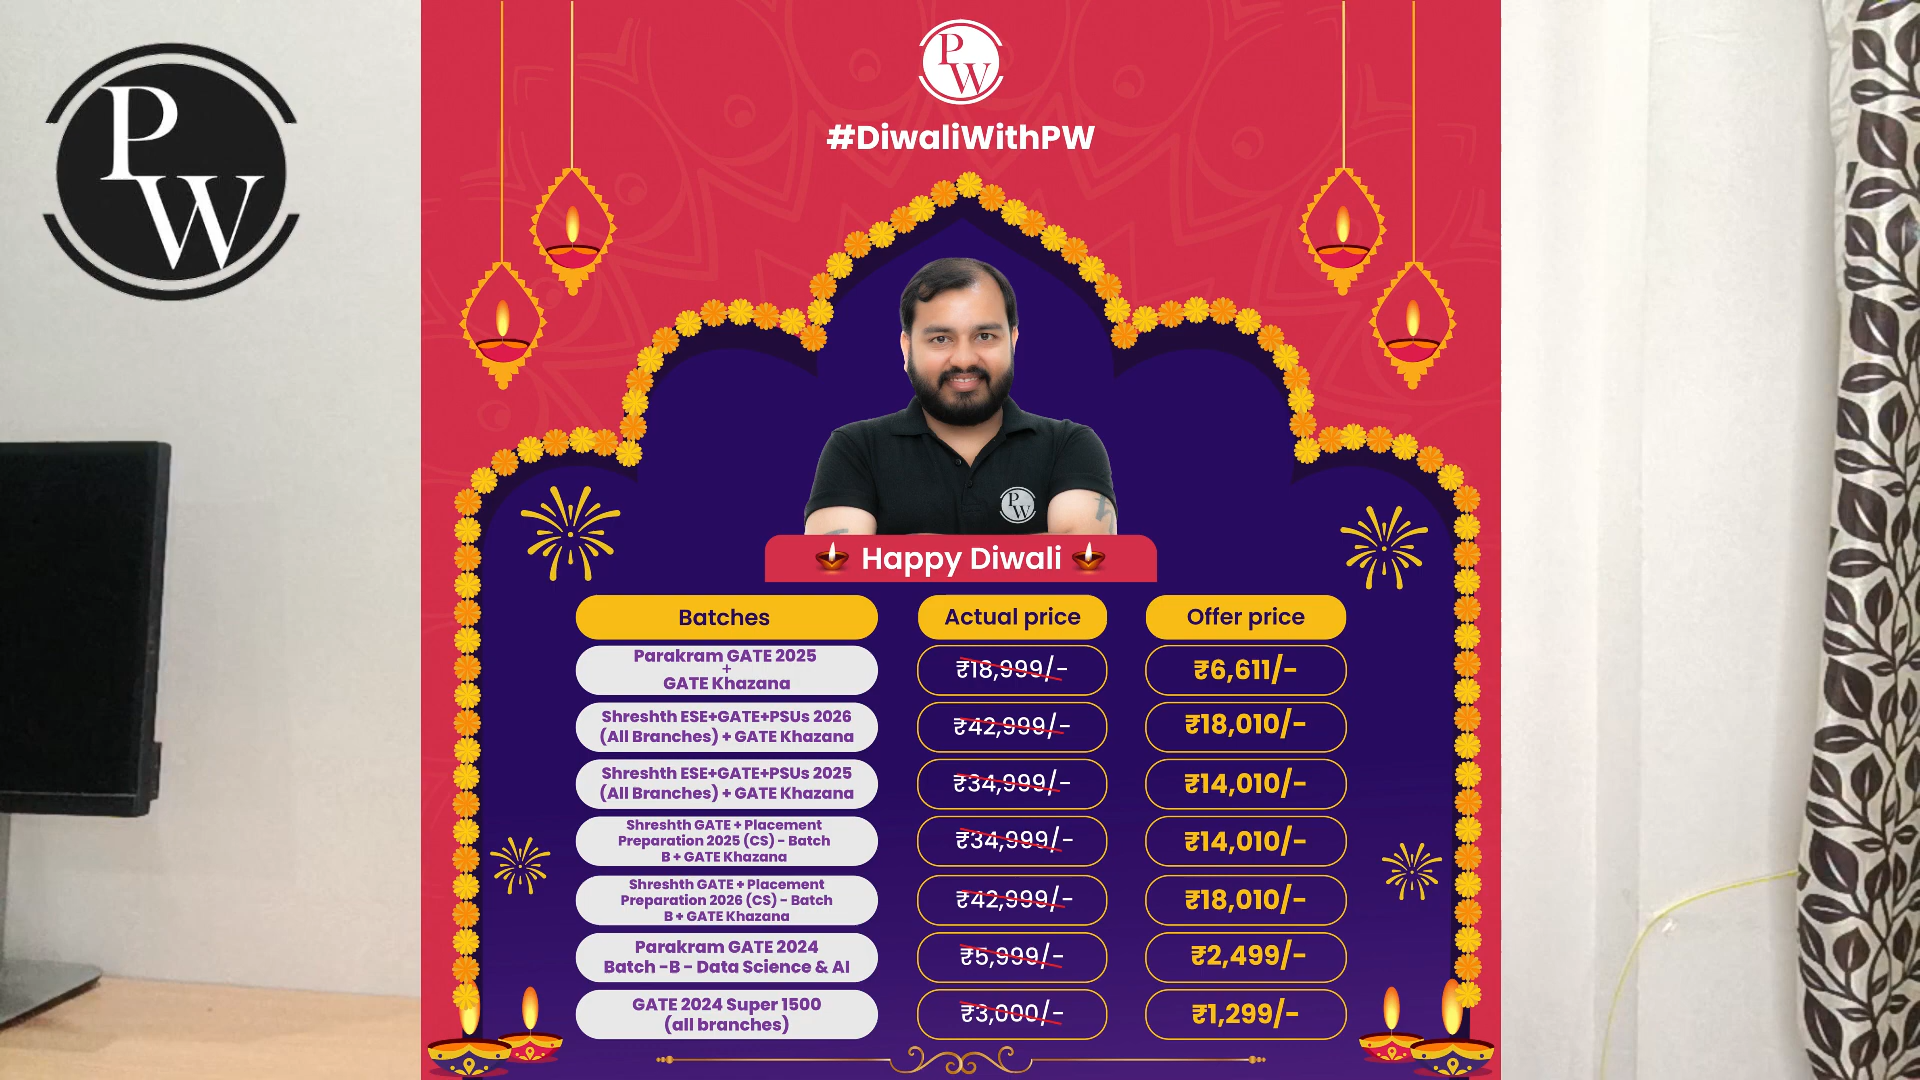 P
W
P
W
#DiwaliWithPW
P
W
Happy Diwali
Batches
Actual price
Offer price
Parakram GATE 2025
+
GATE Khazana
₹18,999/-
₹6,611/-
Shreshth ESE+GATE+PSUs 2026
(All Branches) + GATE Khazana
₹42,999/-
₹18,010/-
Shreshth ESE+GATE+PSUs 2025
(All Branches) + GATE Khazana
₹34,999/-
₹14,010/-
Shreshth GATE + Placement
Preparation 2025 (CS) - Batch
B + GATE Khazana
₹34,999/-
₹14,010/-
Shreshth GATE + Placement
Preparation 2026 (CS) - Batch
B + GATE Khazana
₹42,999/-
₹18,010/-
Parakram GATE 2024
Batch -B - Data Science & AI
₹5,999/-
₹2,499/-
GATE 2024 Super 1500
(all branches)
₹3,000/-
₹1,299/-